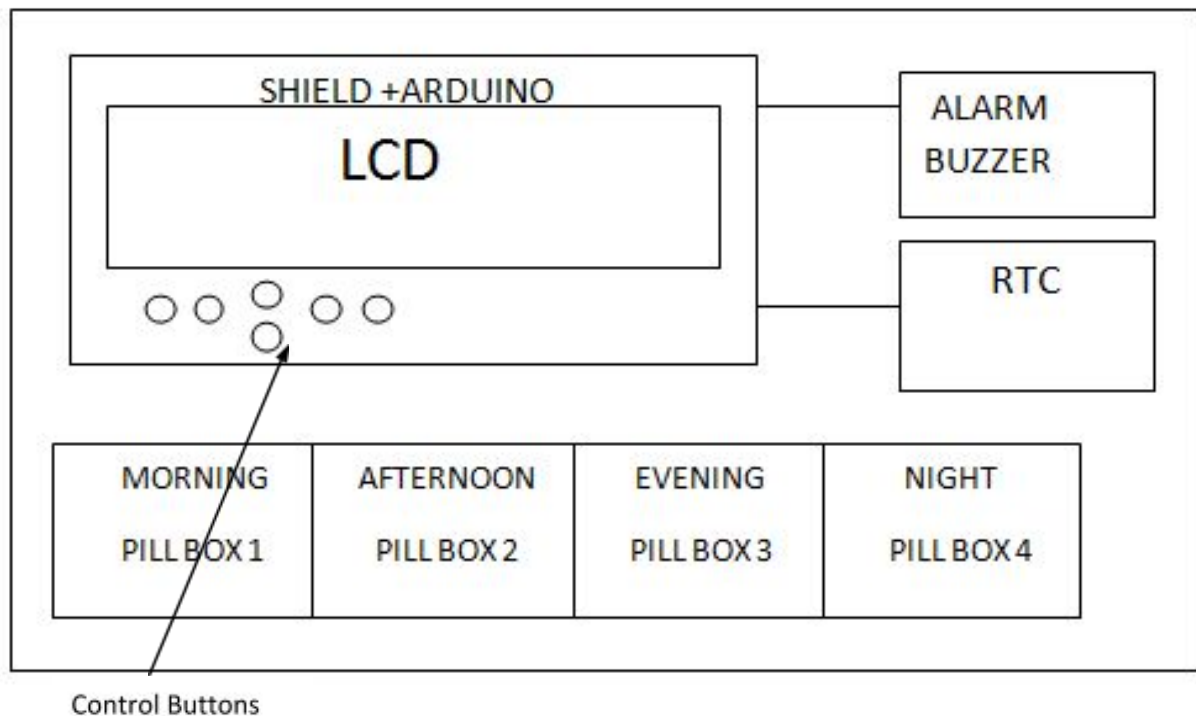 SHIELD +ARDUINO
LCD
ALARM
BUZZER
RTC
MORNING
PILL BOX 1
AFTERNOON
PILL BOX 2
EVENING
PILL BOX 3
NIGHT
PILL BOX 4
Control Buttons